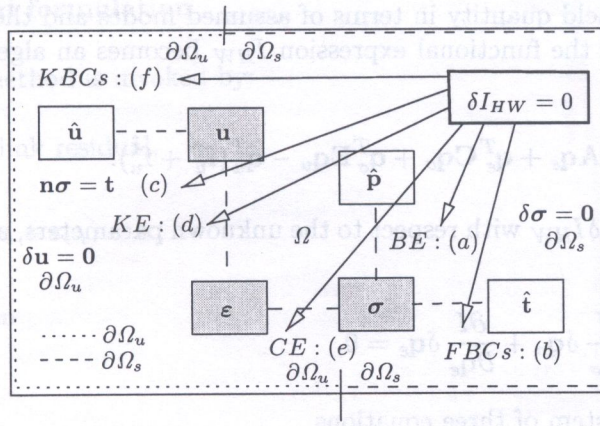 ∂Ω_u ∂Ω_s
KBCs : (f)
δI_HW = 0
û u
p̂
nσ = t (c)
KE : (d) Ω BE : (a) δσ = 0
∂Ω_s
δu = 0
∂Ω_u
ε σ t̂
∂Ω_u CE : (e) FBCs : (b)
∂Ω_s
∂Ω_u ∂Ω_s